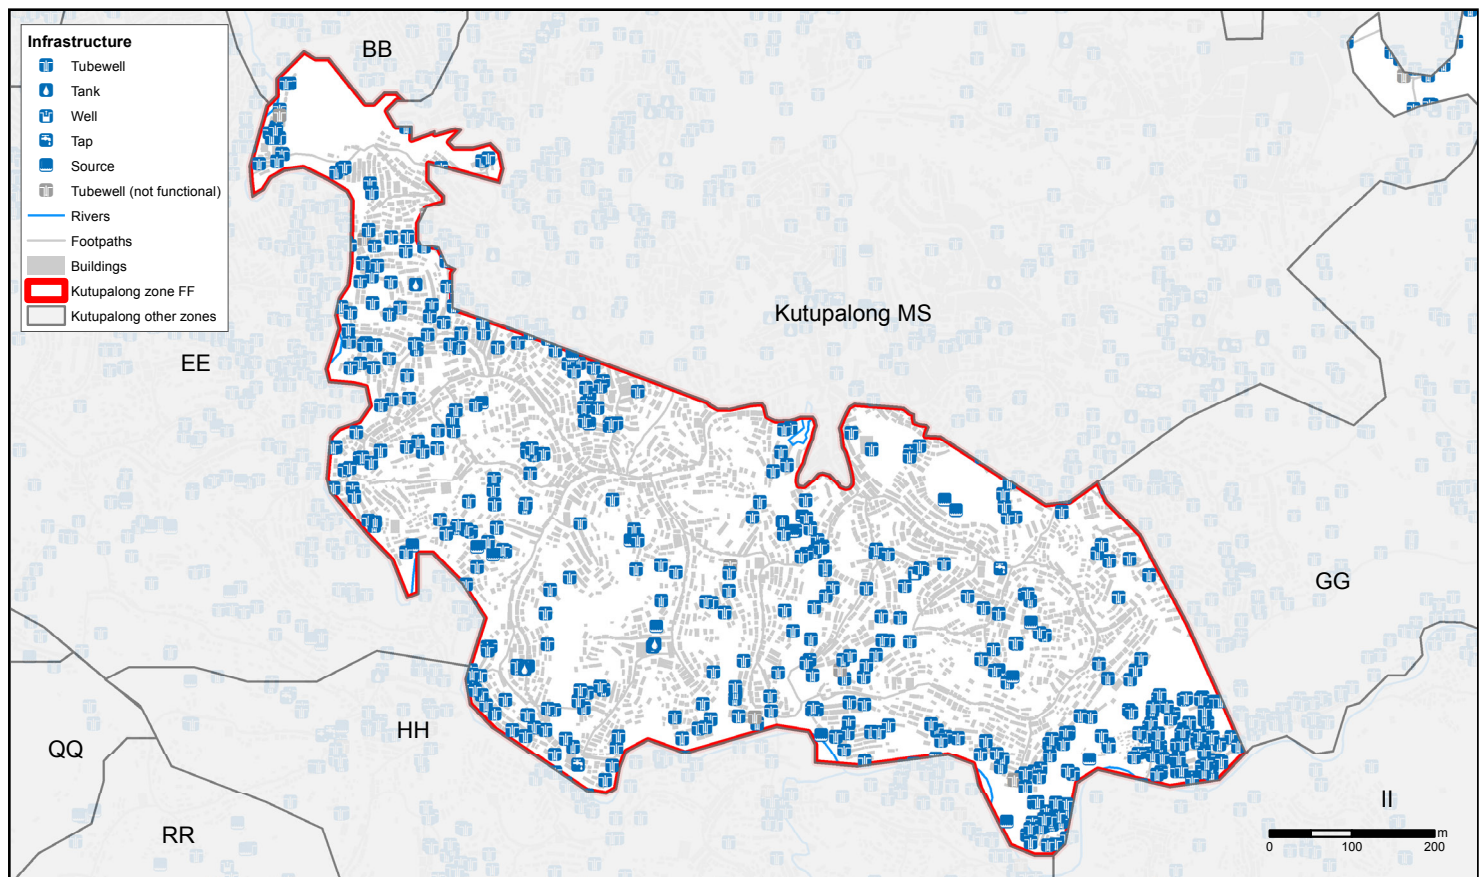 Infrastructure
Tubewell
Tank
Well
Tap
Source
Tubewell (not functional)
Rivers
Footpaths
Buildings
Kutupalong zone FF
Kutupalong other zones
BB
Kutupalong MS
EE
GG
HH
QQ
RR
II
m
0 100 200